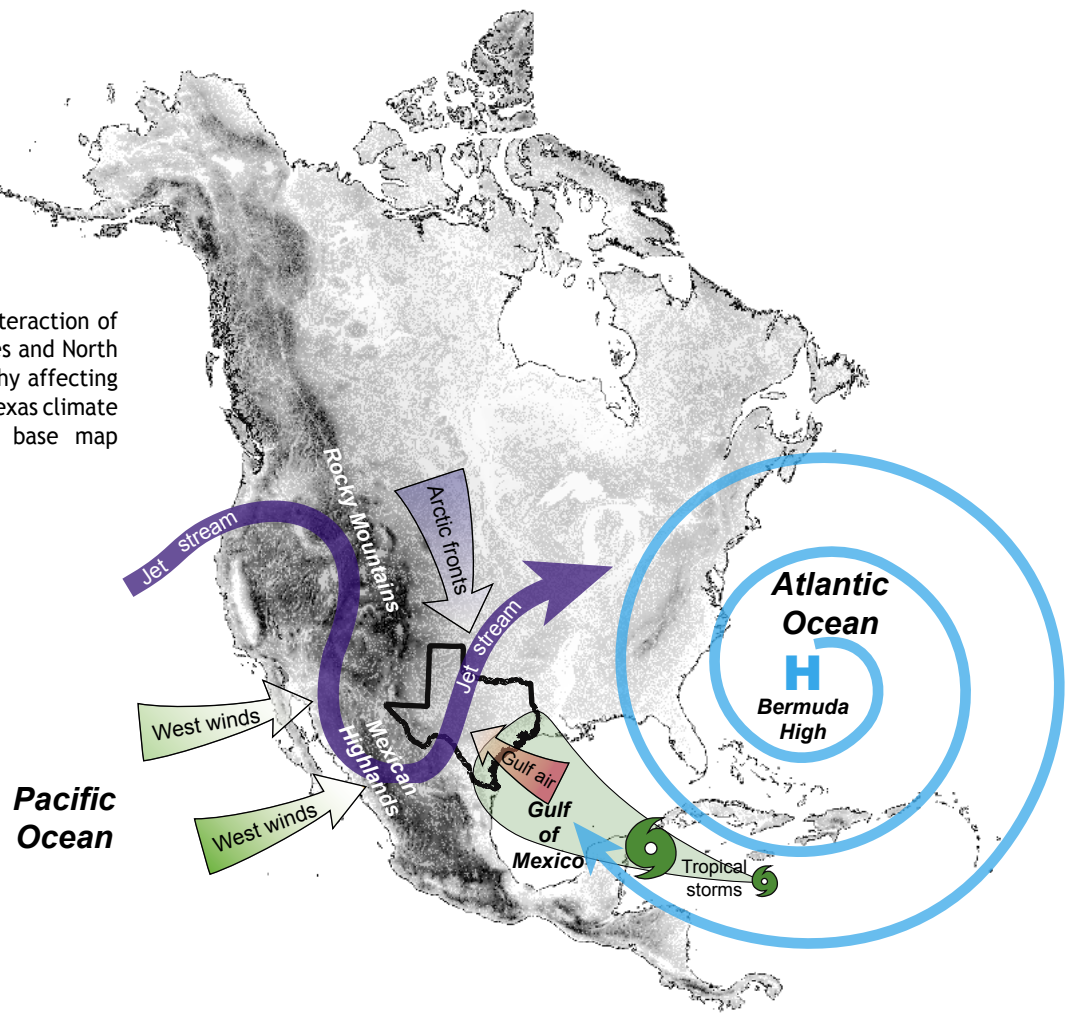 teraction of
es and North
hy affecting
exas climate
base map
Rocky Mountains
Arctic fronts
Jet stream
Jet stream
Atlantic
Ocean
H
Bermuda
High
West winds
Mexican
Highlands
Gulf air
Pacific
Ocean
West winds
Gulf
of
Mexico
Tropical
storms